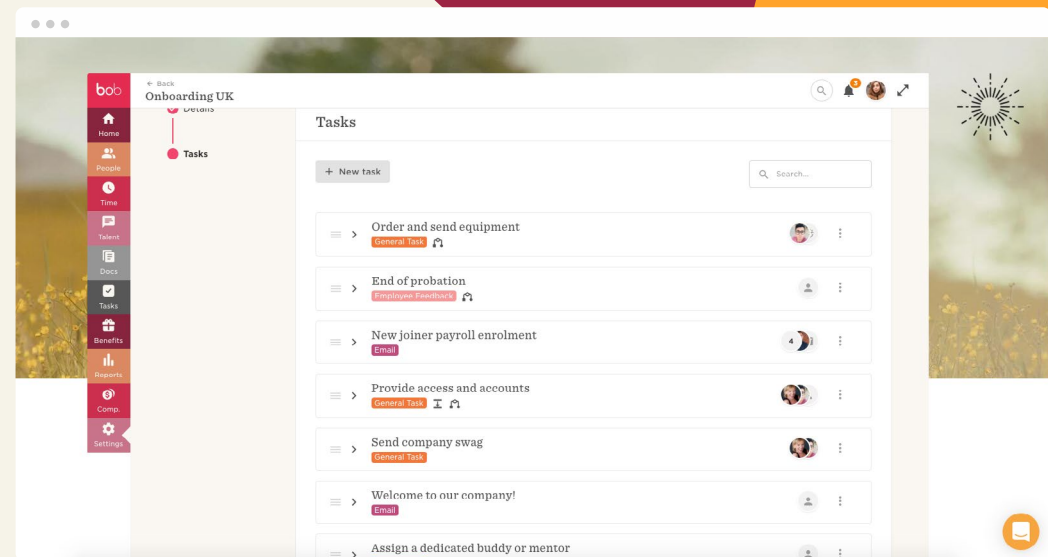 bob
← Back
Onboarding UK
3
Home
People
Time
Talent
Docs
Tasks
Benefits
Reports
Comp.
Settings
Details
Tasks
Tasks
+ New task
Search...
Order and send equipment
General Task
End of probation
Employee Feedback
New joiner payroll enrolment
Email
4
Provide access and accounts
General Task
Send company swag
General Task
Welcome to our company!
Email
Assign a dedicated buddy or mentor